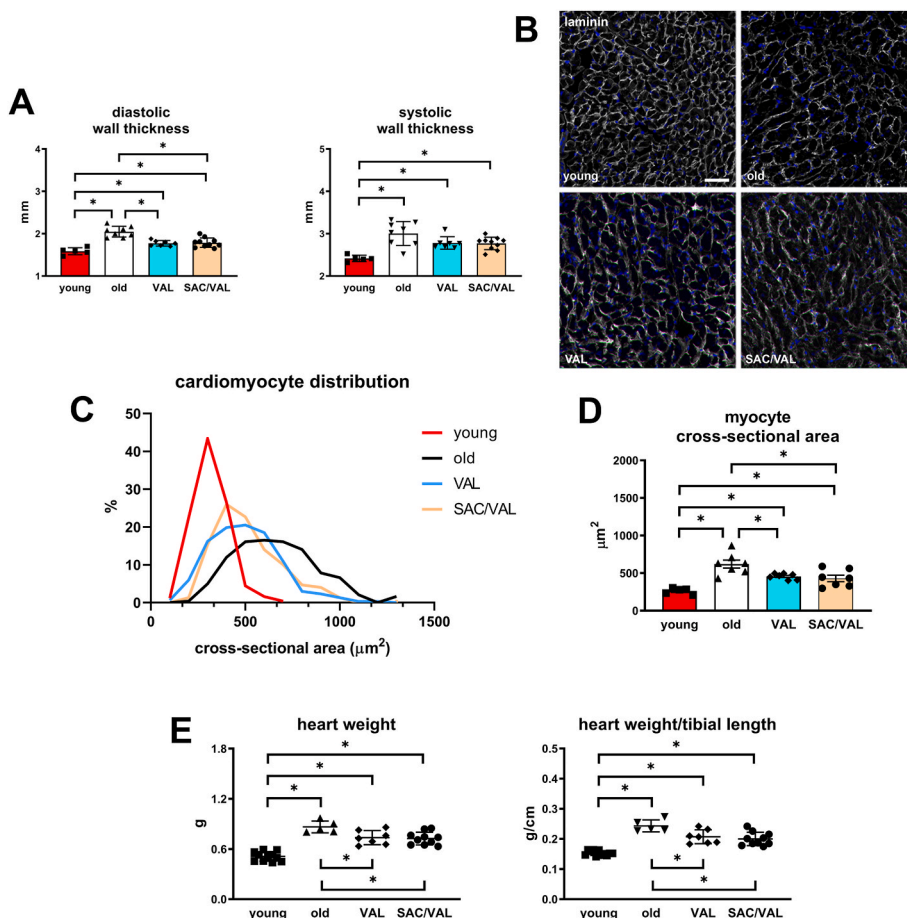 A
diastolic
wall thickness
mm
4
3
2
1
*
*
*
*
*
young old VAL SAC/VAL
systolic
wall thickness
mm
5
4
3
2
*
*
*
young old VAL SAC/VAL
B
laminin
young
old
VAL
SAC/VAL
C
cardiomyocyte distribution
%
50
40
30
20
10
0
0 500 1000 1500
cross-sectional area (μm²)
young
old
VAL
SAC/VAL
D
myocyte
cross-sectional area
μm²
2000
1500
1000
500
0
*
*
*
* *
young old VAL SAC/VAL
E
heart weight
g
1.8
1.2
0.6
0.0
*
*
*
*
*
young old VAL SAC/VAL
heart weight/tibial length
g/cm
0.5
0.4
0.3
0.2
0.1
0.0
*
*
*
*
*
young old VAL SAC/VAL